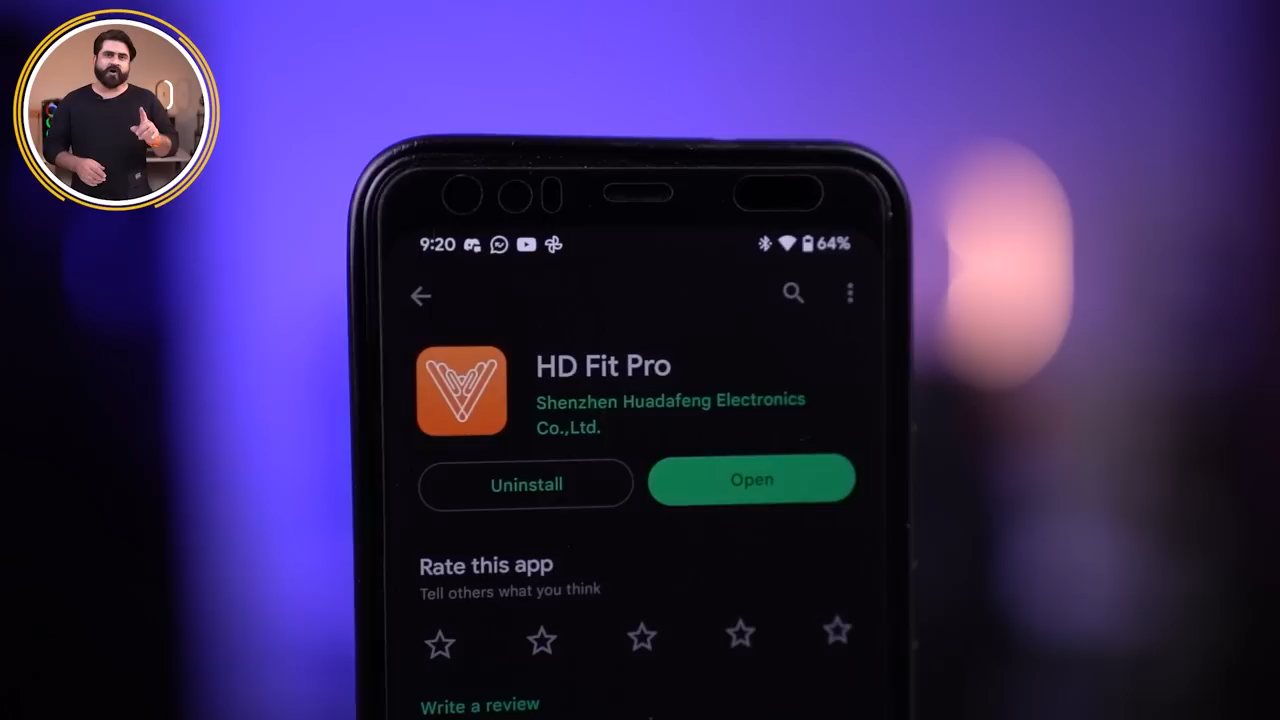 9:20
64%
HD Fit Pro
Shenzhen Huadafeng Electronics
Co.,Ltd.
Uninstall
Open
Rate this app
Tell others what you think
Write a review